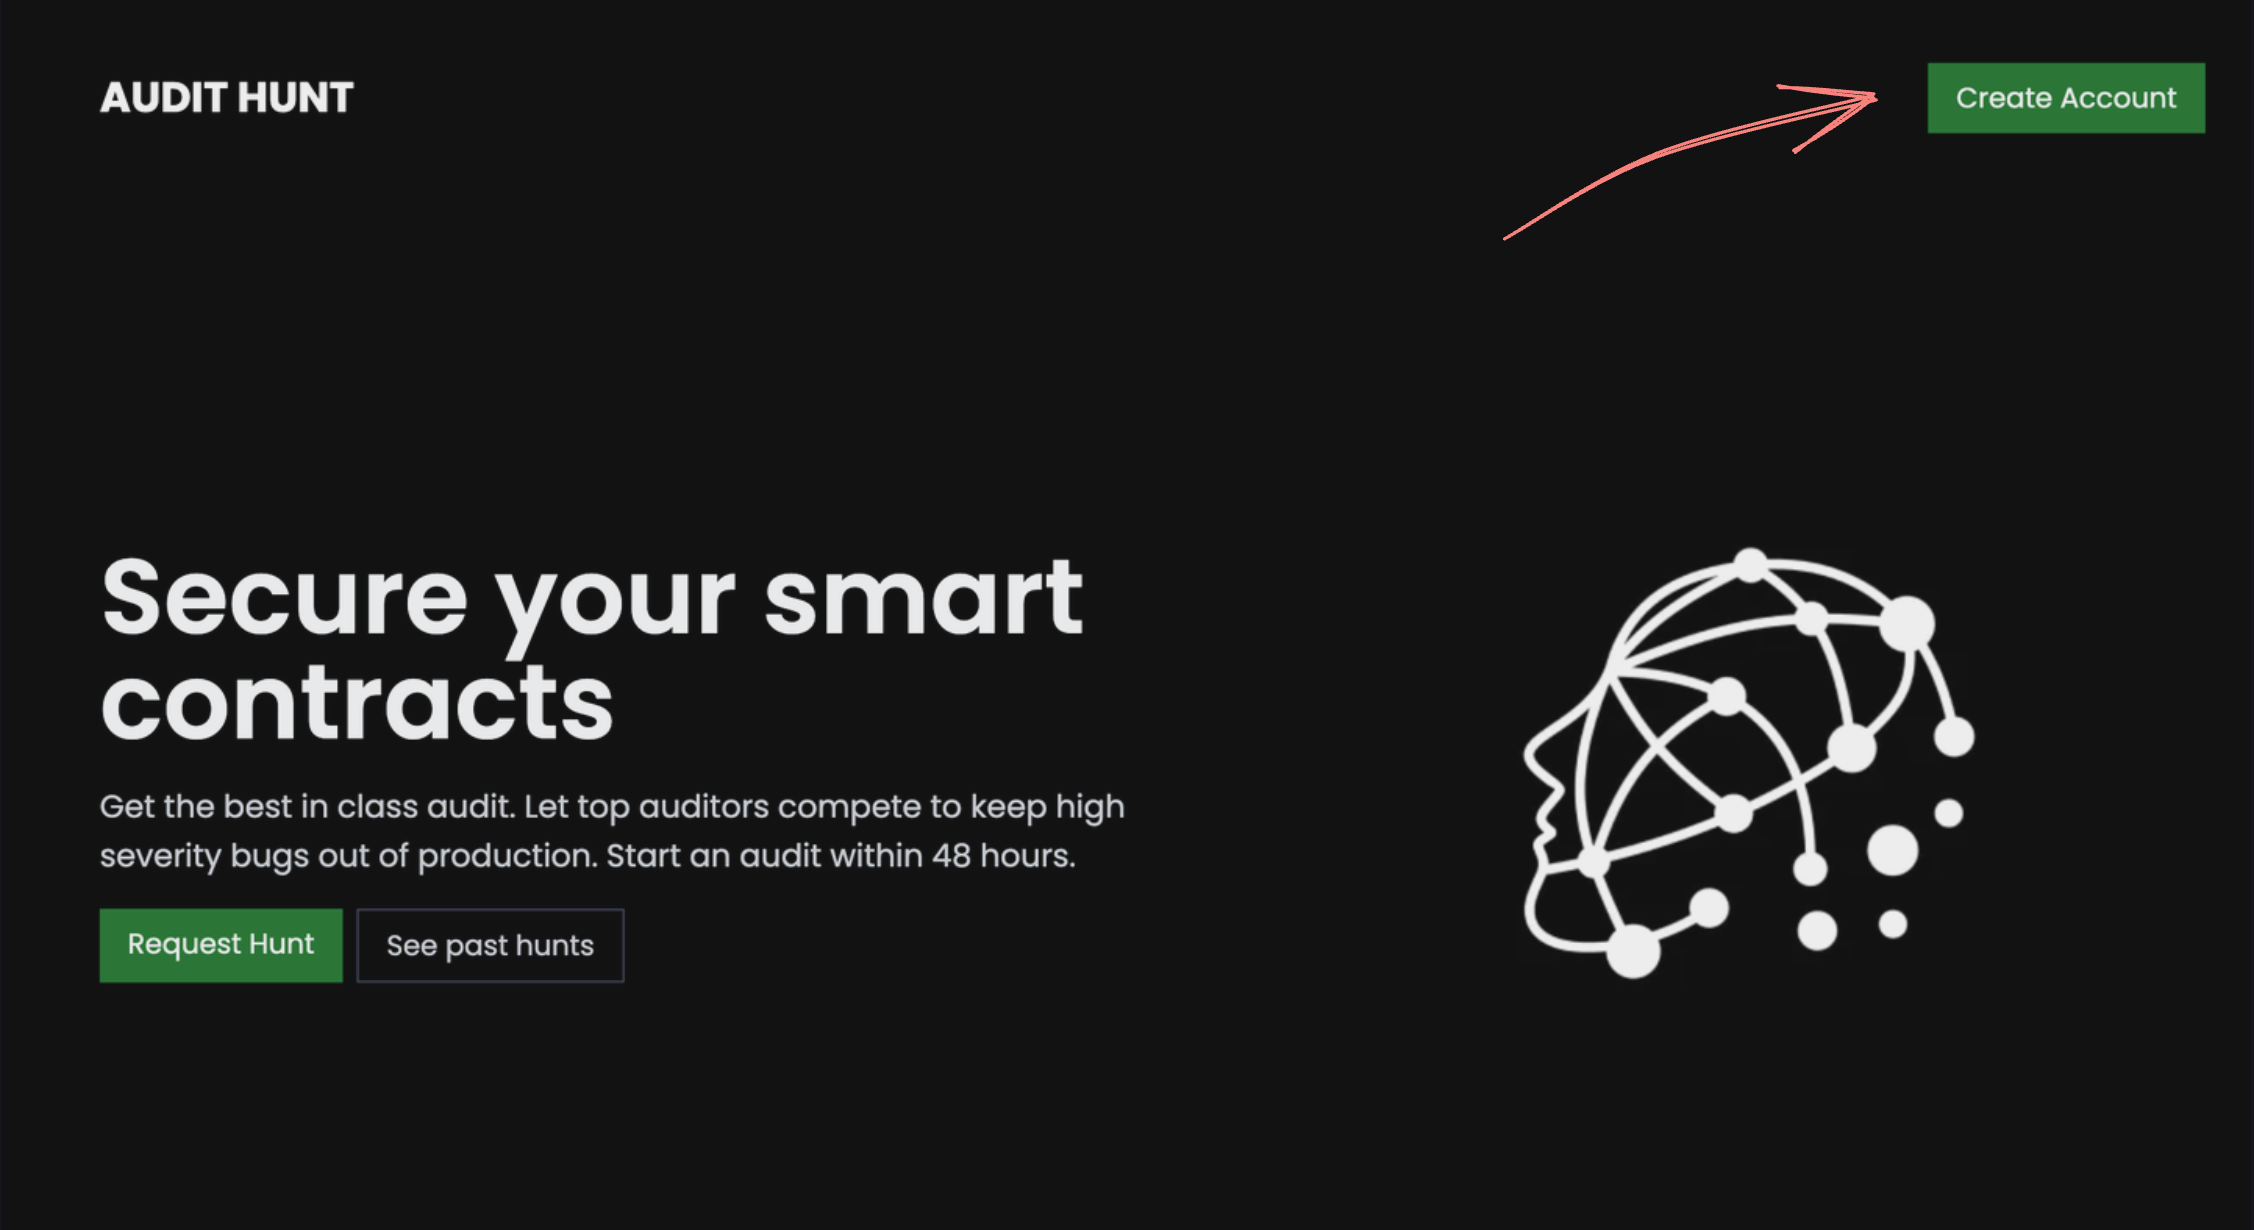 AUDIT HUNT
Create Account
Secure your smart
contracts
Get the best in class audit. Let top auditors compete to keep high
severity bugs out of production. Start an audit within 48 hours.
Request Hunt
See past hunts